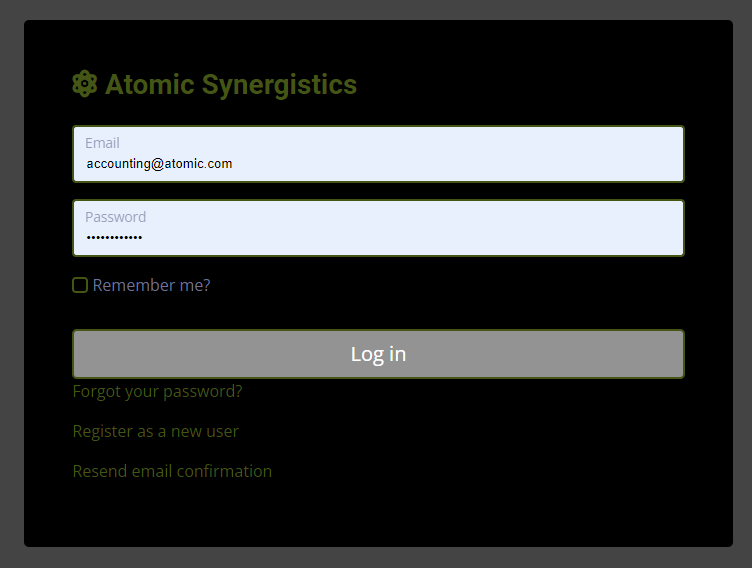 Atomic Synergistics
Email
accounting@atomic.com
Password
••••••••••••
Remember me?
Log in
Forgot your password?
Register as a new user
Resend email confirmation